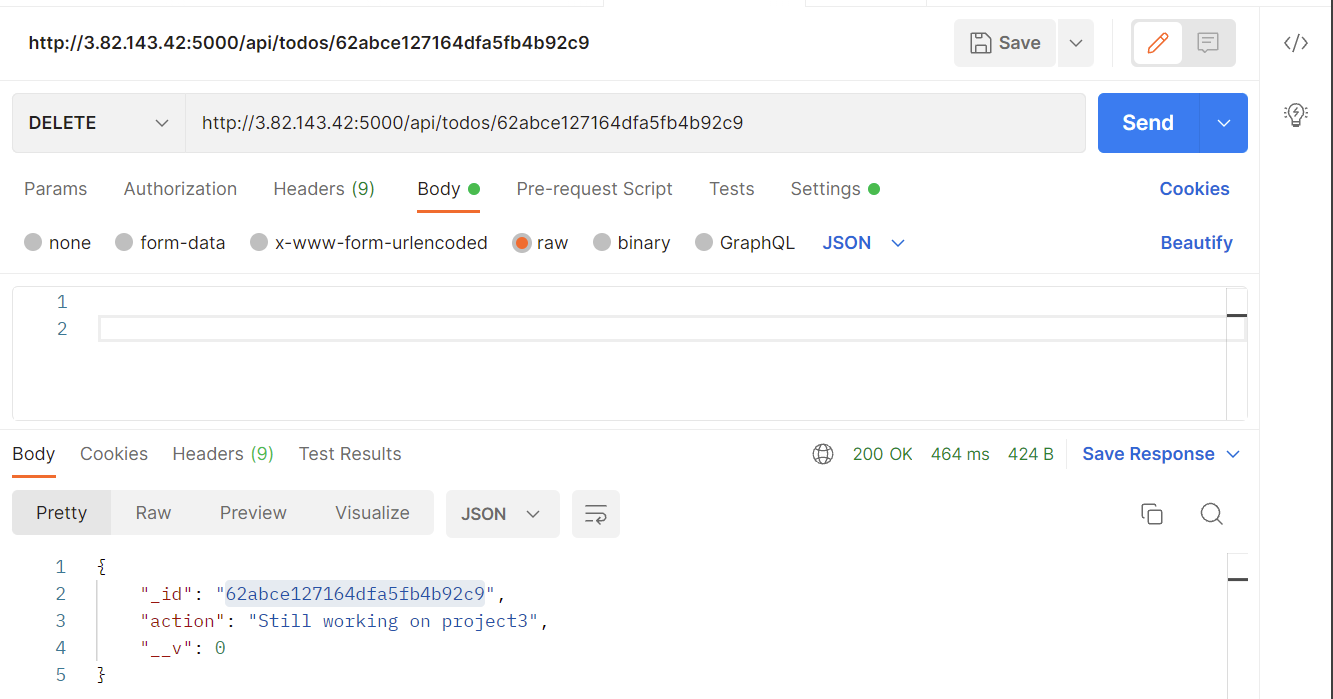 http://3.82.143.42:5000/api/todos/62abce127164dfa5fb4b92c9 Save
DELETE http://3.82.143.42:5000/api/todos/62abce127164dfa5fb4b92c9 Send
Params Authorization Headers (9) Body Pre-request Script Tests Settings Cookies
none form-data x-www-form-urlencoded raw binary GraphQL JSON Beautify
1
2
Body Cookies Headers (9) Test Results 200 OK 464 ms 424 B Save Response
Pretty Raw Preview Visualize JSON
1 {
2 "_id": "62abce127164dfa5fb4b92c9",
3 "action": "Still working on project3",
4 "__v": 0
5 }